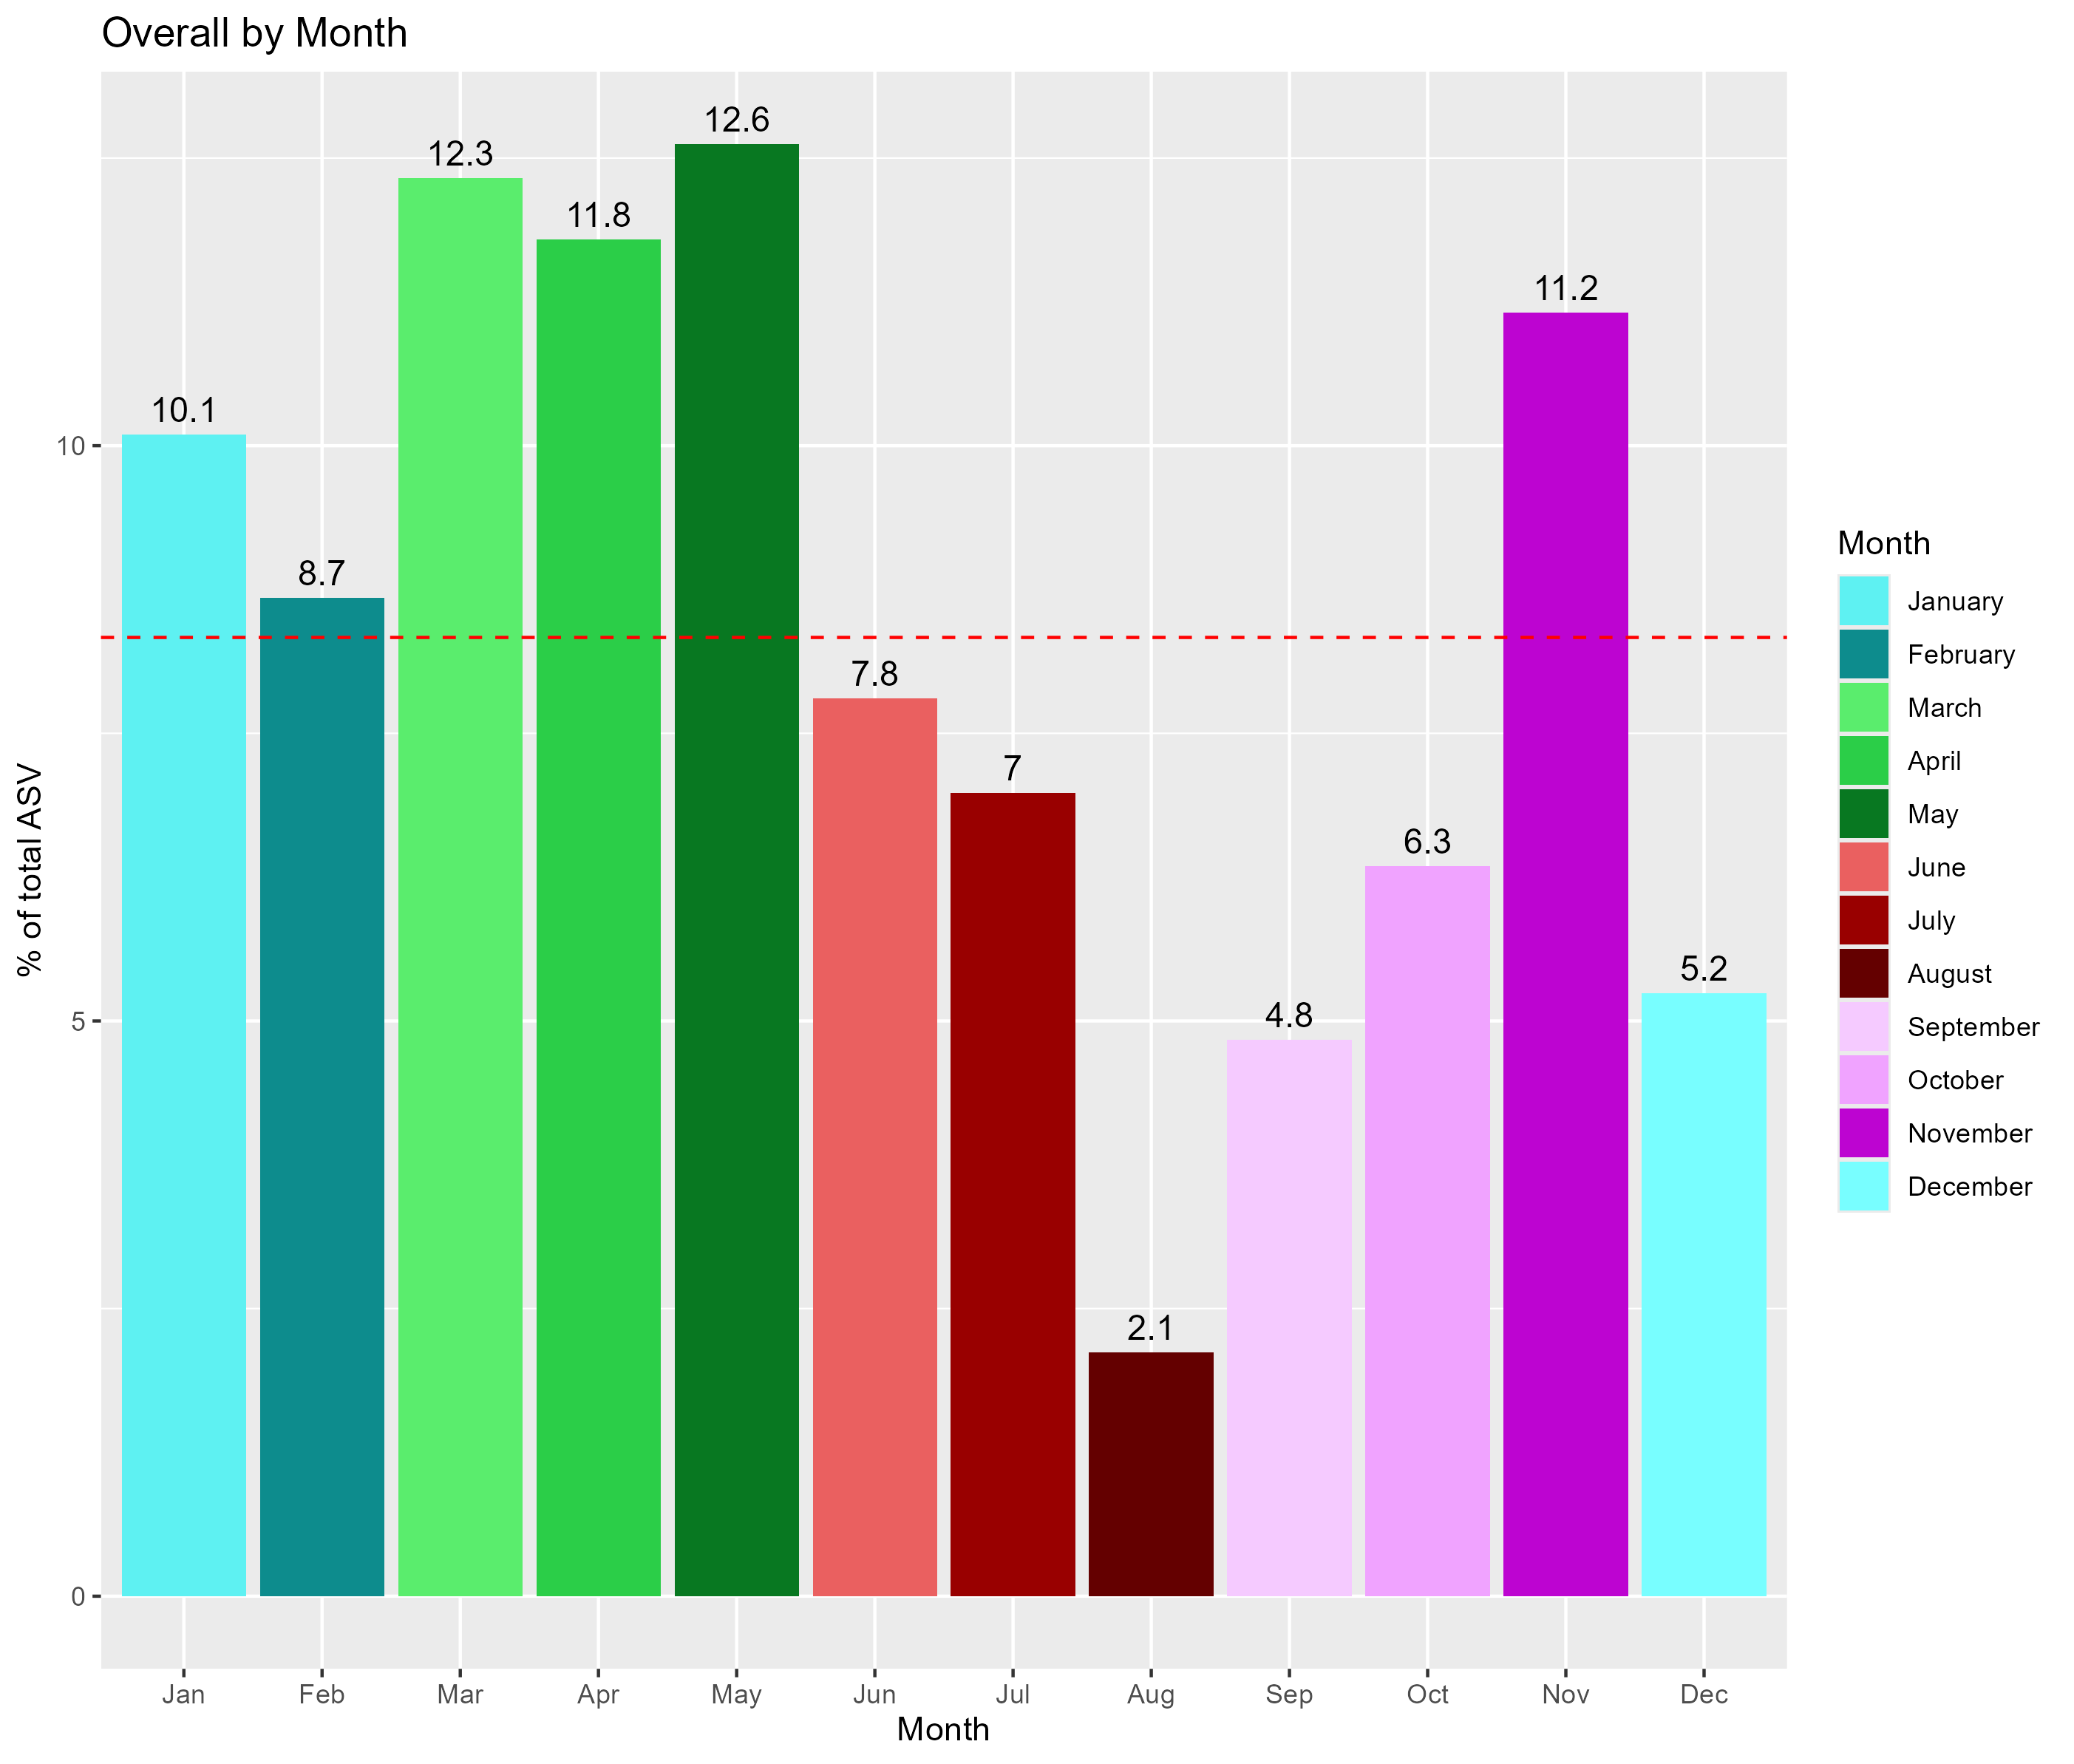 Overall by Month
12.6
12.3
11.8
11.2
10.1
8.7
7.8
7
6.3
5.2
4.8
2.1
10
5
0
% of total ASV
Jan Feb Mar Apr May Jun Jul Aug Sep Oct Nov Dec
Month
Month
January
February
March
April
May
June
July
August
September
October
November
December